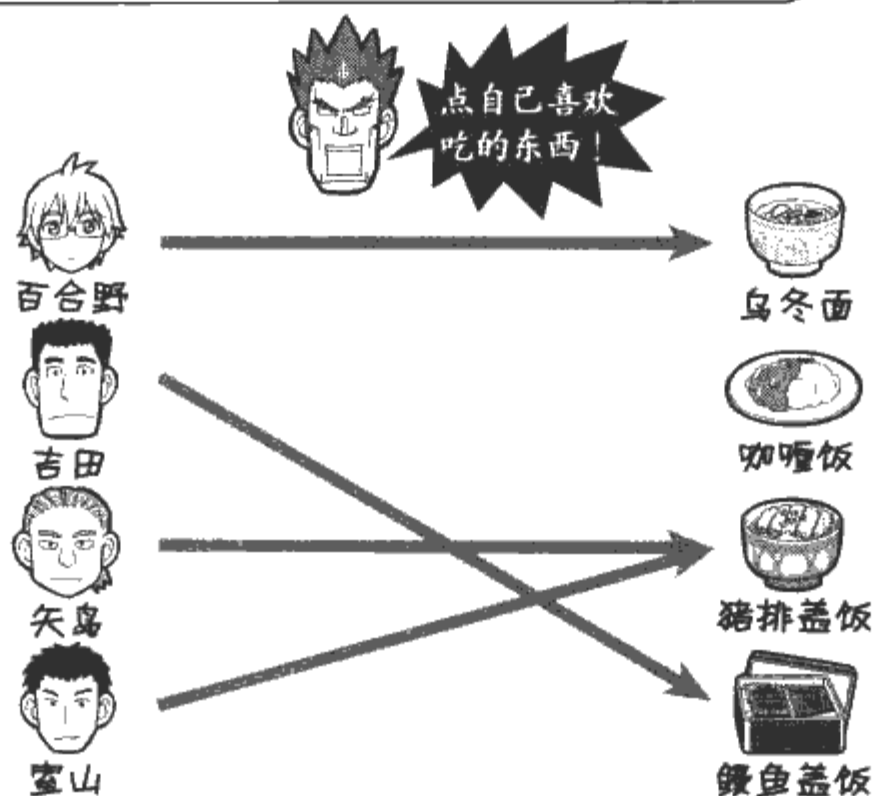 点自己喜欢
吃的东西！
百合野
乌冬面
吉田
咖喱饭
矢岛
猪排盖饭
室山
鳗鱼盖饭